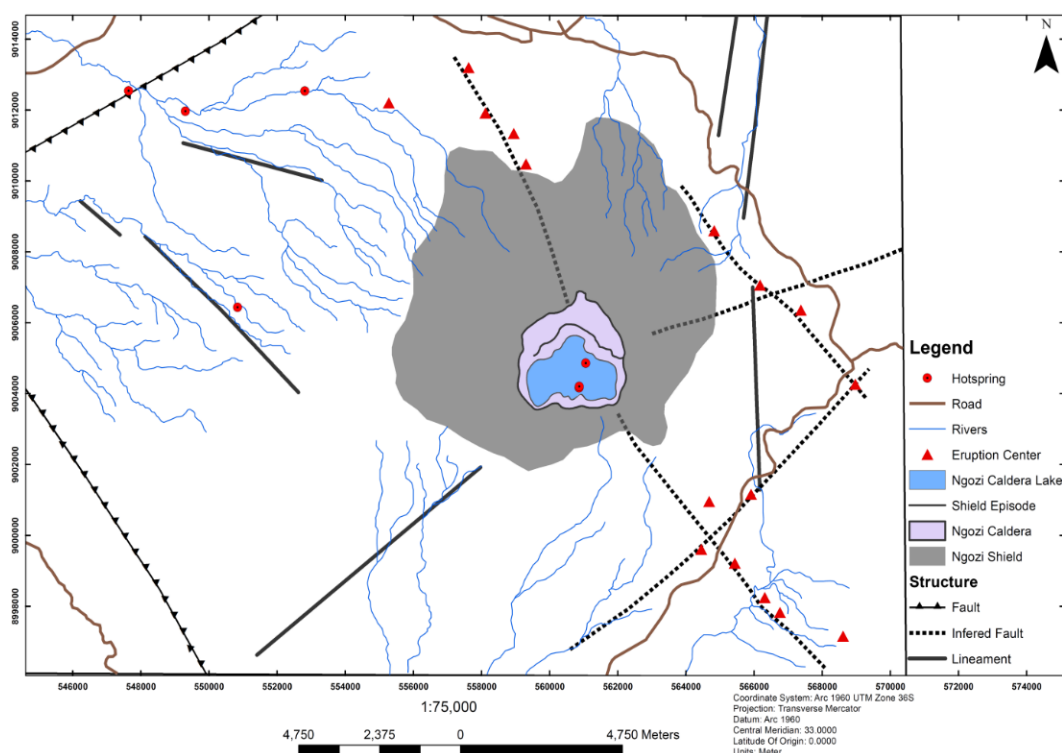 N
9014000
9012000
9010000
9008000
9006000
9004000
9002000
9000000
8998000
Legend
Hotspring
Road
Rivers
Eruption Center
Ngozi Caldera Lake
Shield Episode
Ngozi Caldera
Ngozi Shield
Structure
Fault
Infered Fault
Lineament
546000 548000 550000 552000 554000 556000 558000 560000 562000 564000 566000 568000 570000 572000 574000
1:75,000
4,750 2,375 0 4,750 Meters
Coordinate System: Arc 1960 UTM Zone 36S
Projection: Transverse Mercator
Datum: Arc 1960
Central Meridian: 33.0000
Latitude Of Origin: 0.0000
Units: Meter